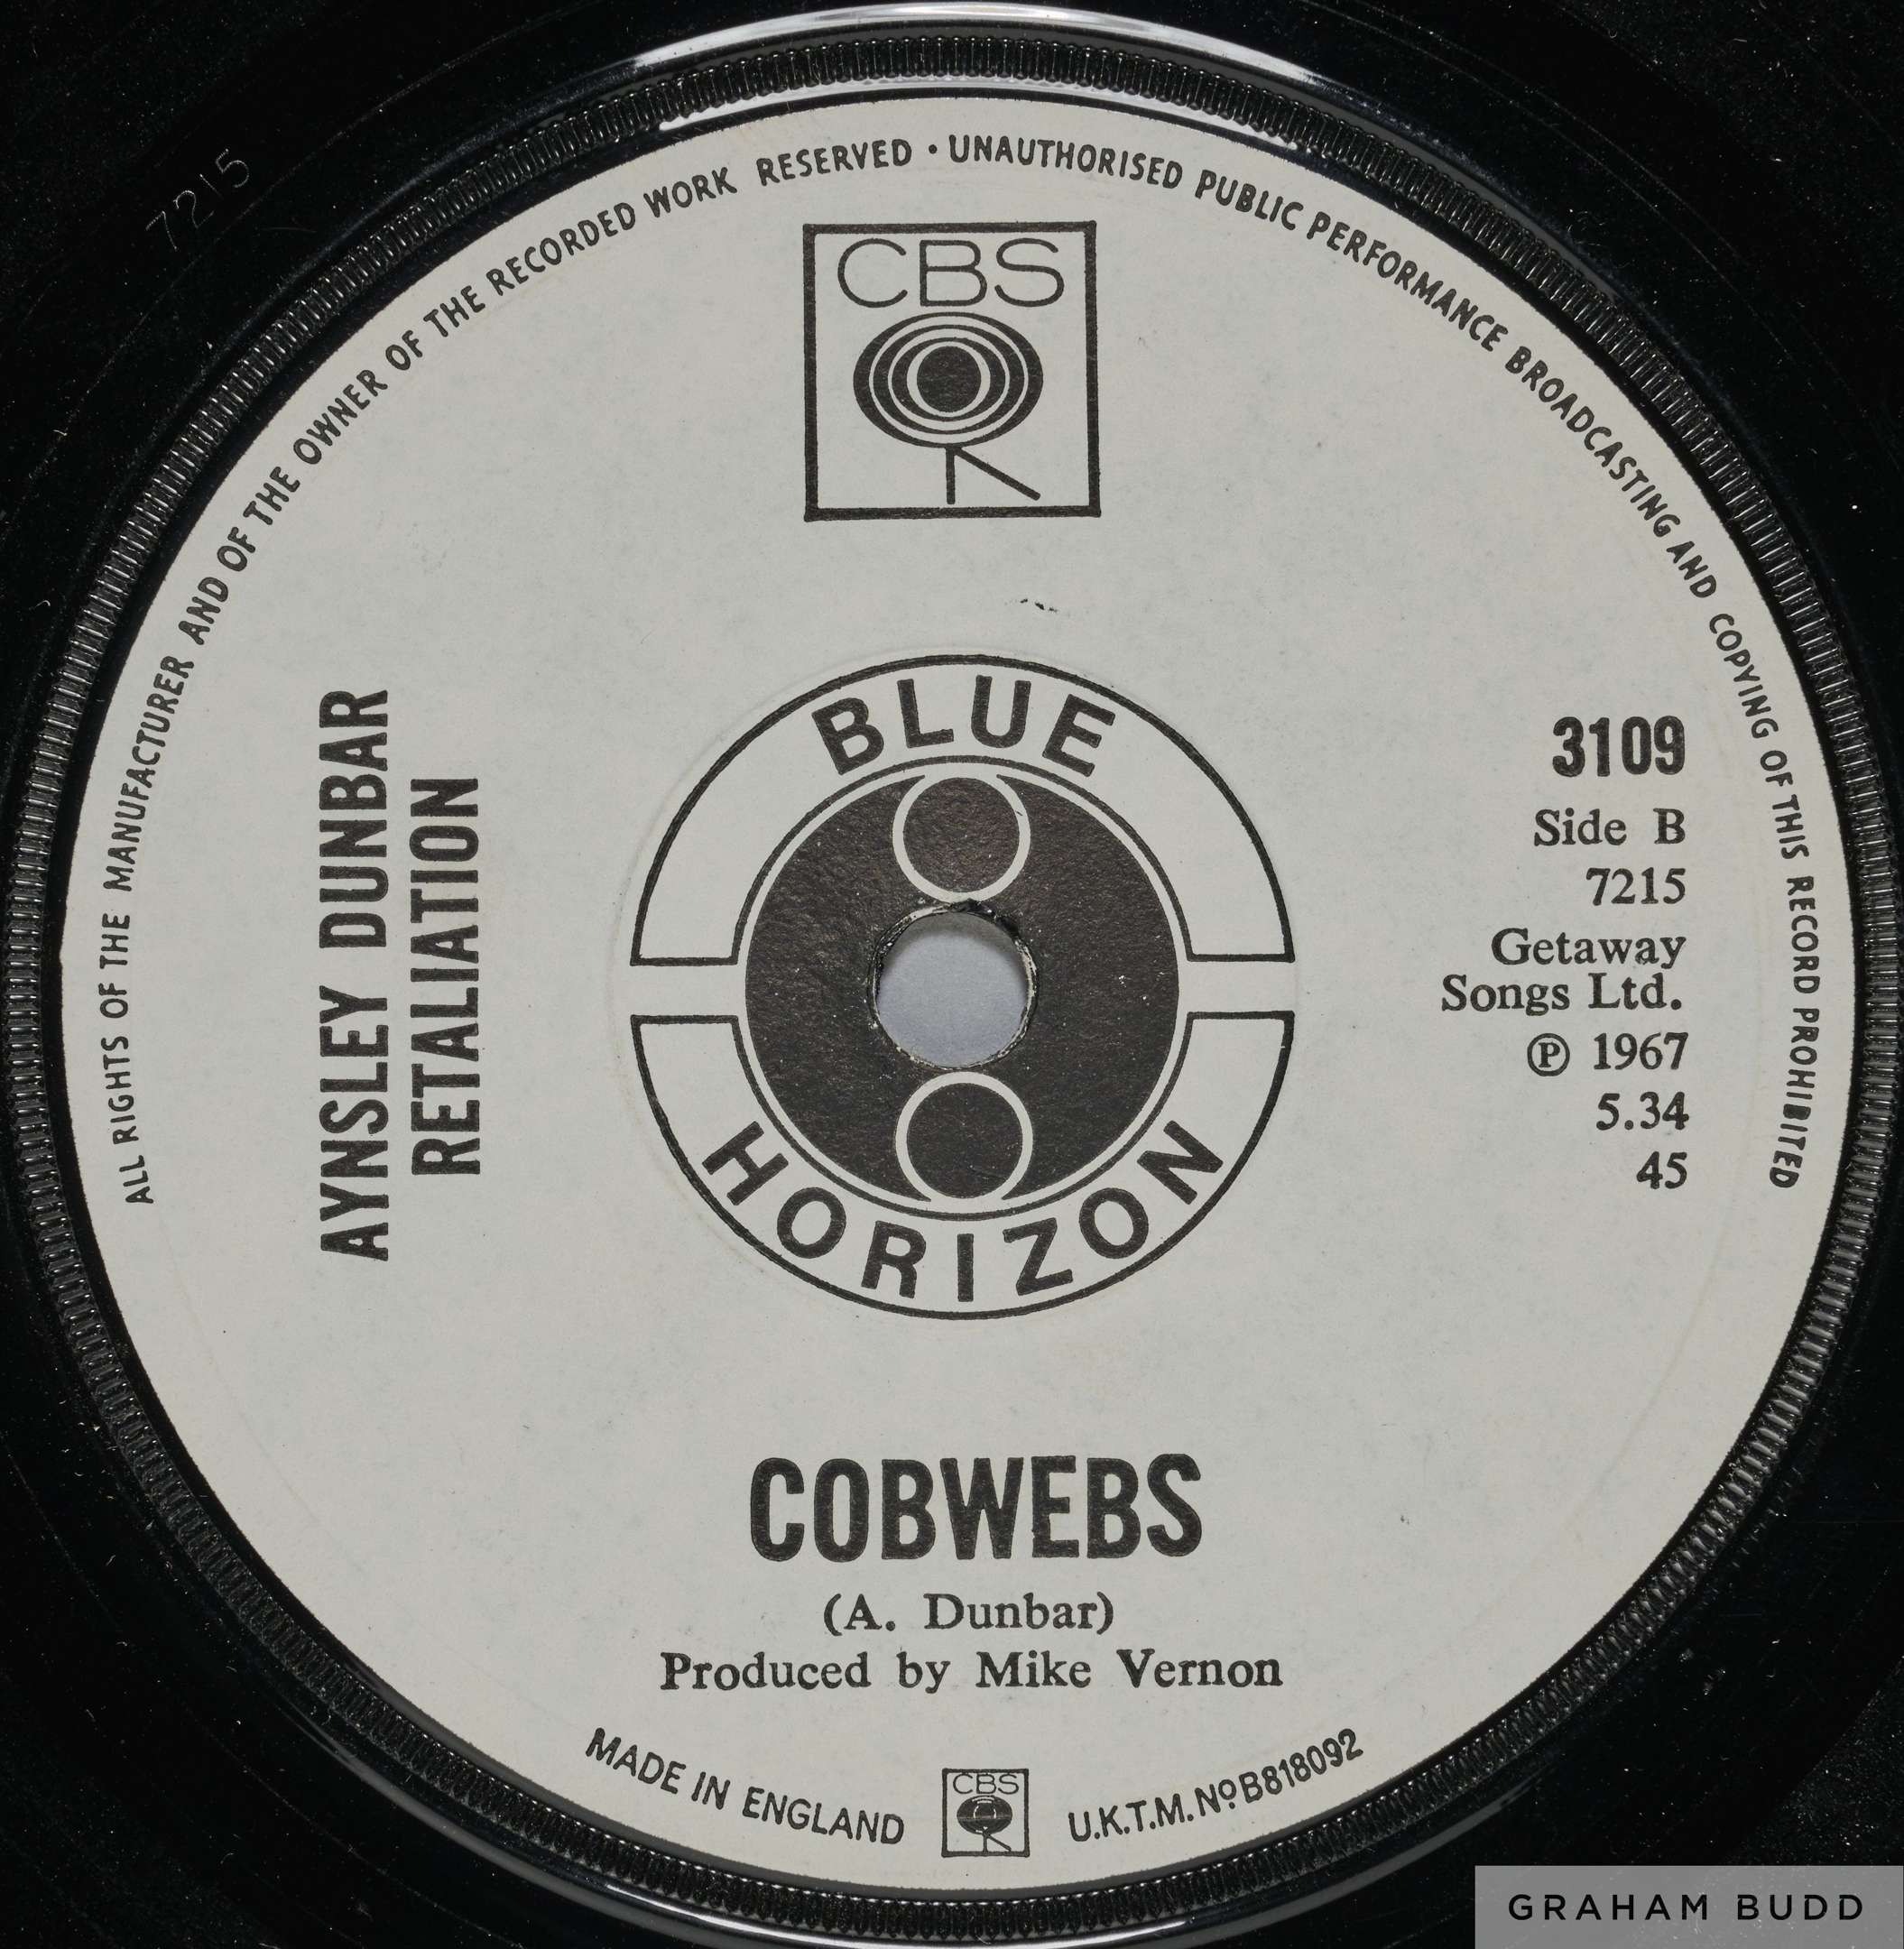 7215
ALL RIGHTS OF THE MANUFACTURER AND OF THE OWNER OF THE RECORDED WORK RESERVED · UNAUTHORISED PUBLIC PERFORMANCE BROADCASTING AND COPYING OF THIS RECORD PROHIBITED
CBS
AYNSLEY DUNBAR
RETALIATION
BLUE
HORIZON
3109
Side B
7215
Getaway
Songs Ltd.
℗ 1967
5.34
45
COBWEBS
(A. Dunbar)
Produced by Mike Vernon
MADE IN ENGLAND
CBS
U.K.T.M. Nº B818092
GRAHAM BUDD